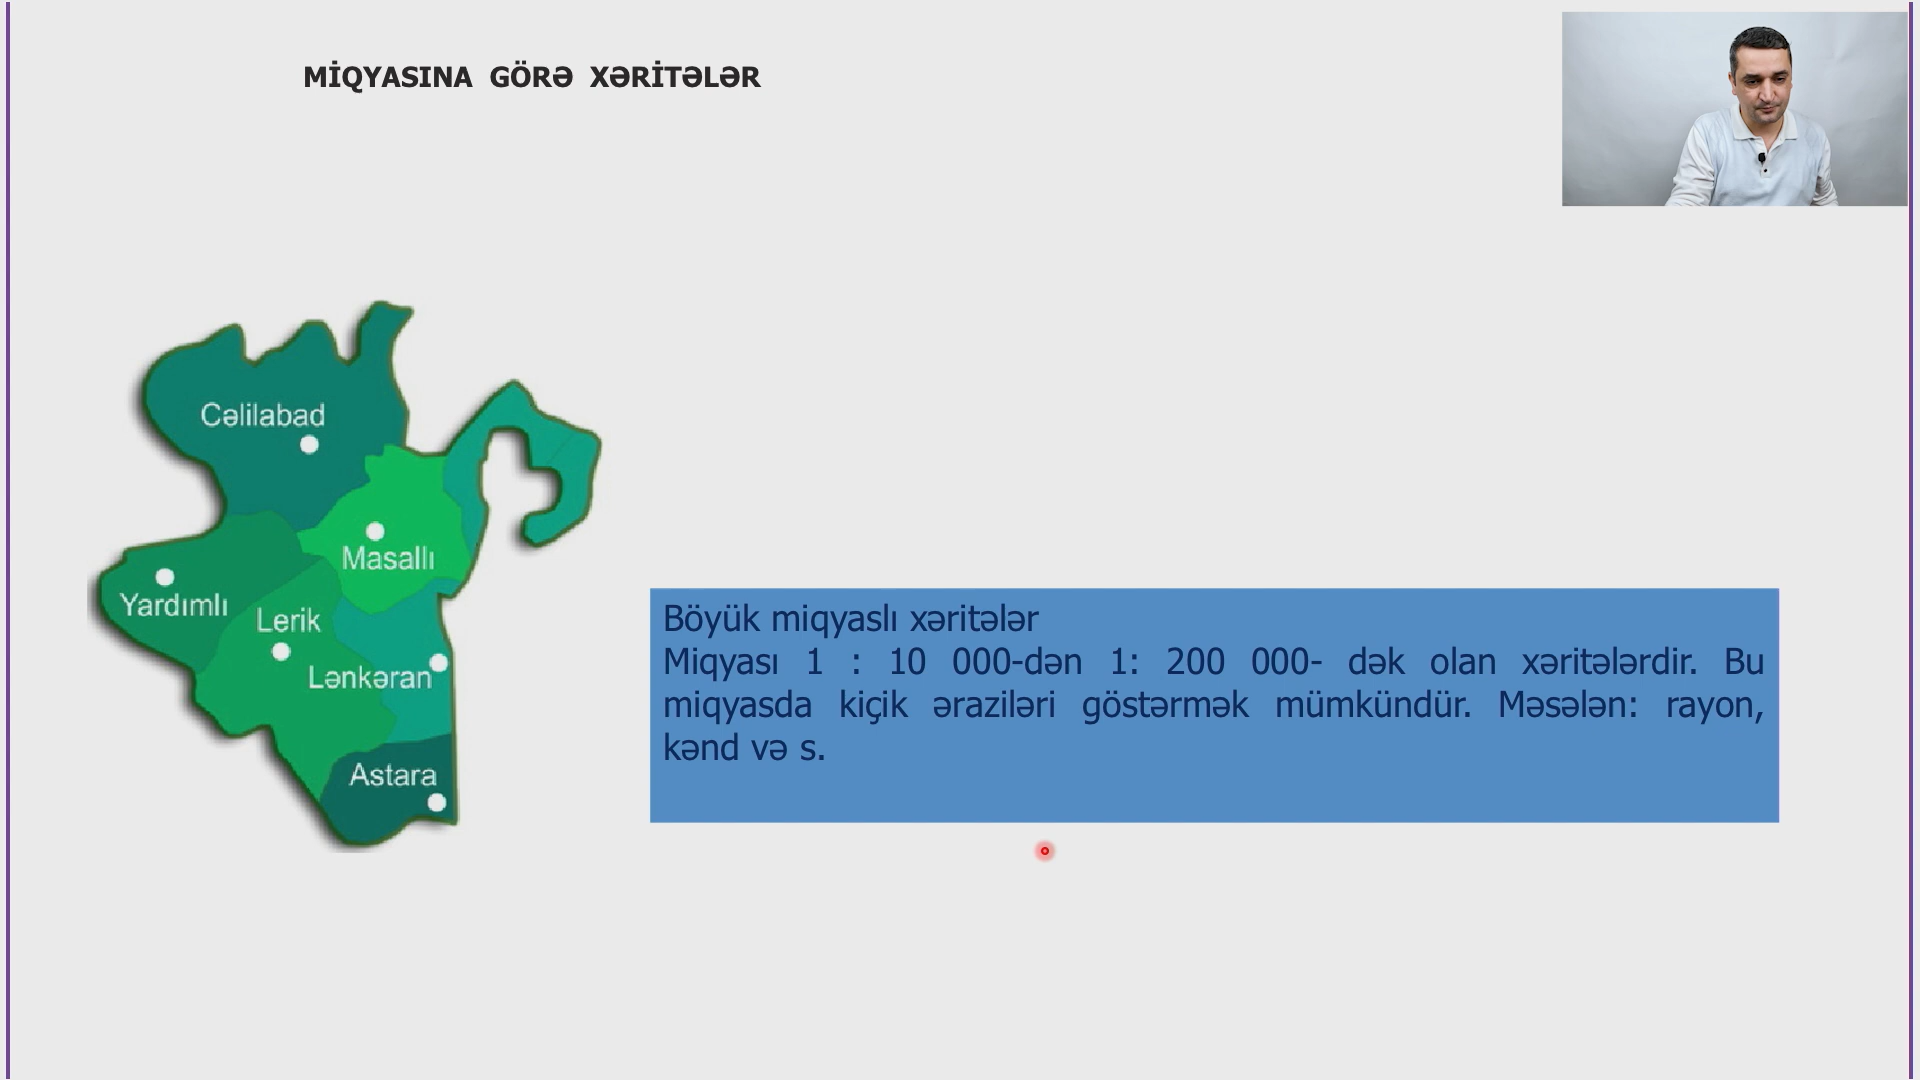 MİQYASINA GÖRƏ XƏRİTƏLƏR
Cəlilabad
Masallı
Yardımlı
Lerik
Lənkəran
Astara
Böyük miqyaslı xəritələr
Miqyası 1 : 10 000-dən 1: 200 000- dək olan xəritələrdir. Bu
miqyasda kiçik əraziləri göstərmək mümkündür. Məsələn: rayon,
kənd və s.